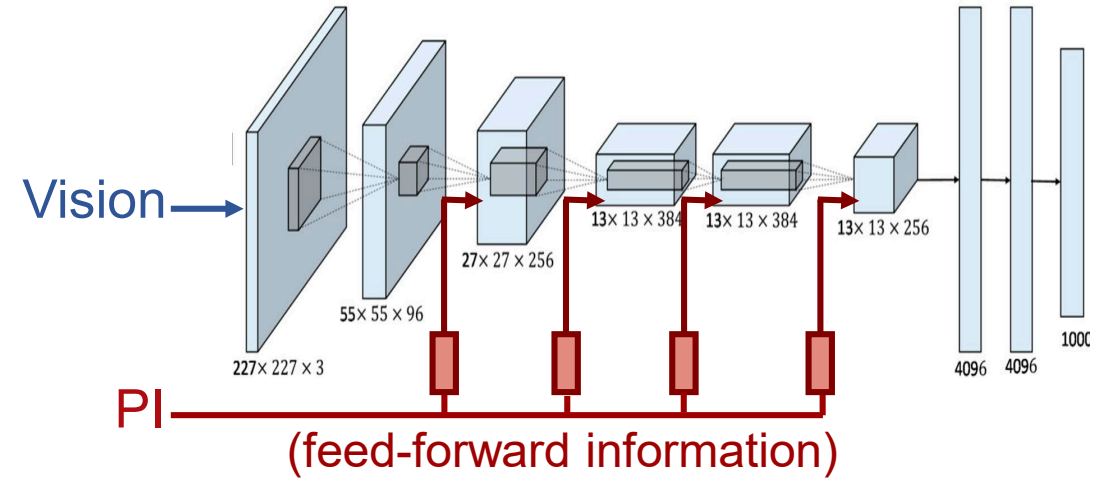 Vision
227× 227 × 3
55× 55 × 96
27× 27 × 256
13× 13 × 384
13× 13 × 384
13× 13 × 256
4096
4096
1000
PI
(feed-forward information)